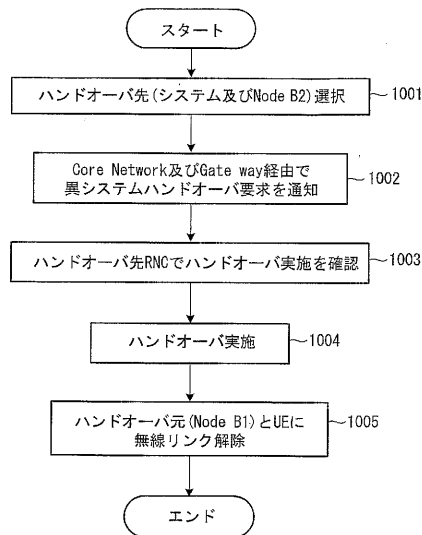 スタート
ハンドオーバ先(システム及びNode B2)選択
1001
Core Network及びGate way経由で
異システムハンドオーバ要求を通知
1002
ハンドオーバ先RNCでハンドオーバ実施を確認
1003
ハンドオーバ実施
1004
ハンドオーバ元(Node B1)とUEに
無線リンク解除
1005
エンド